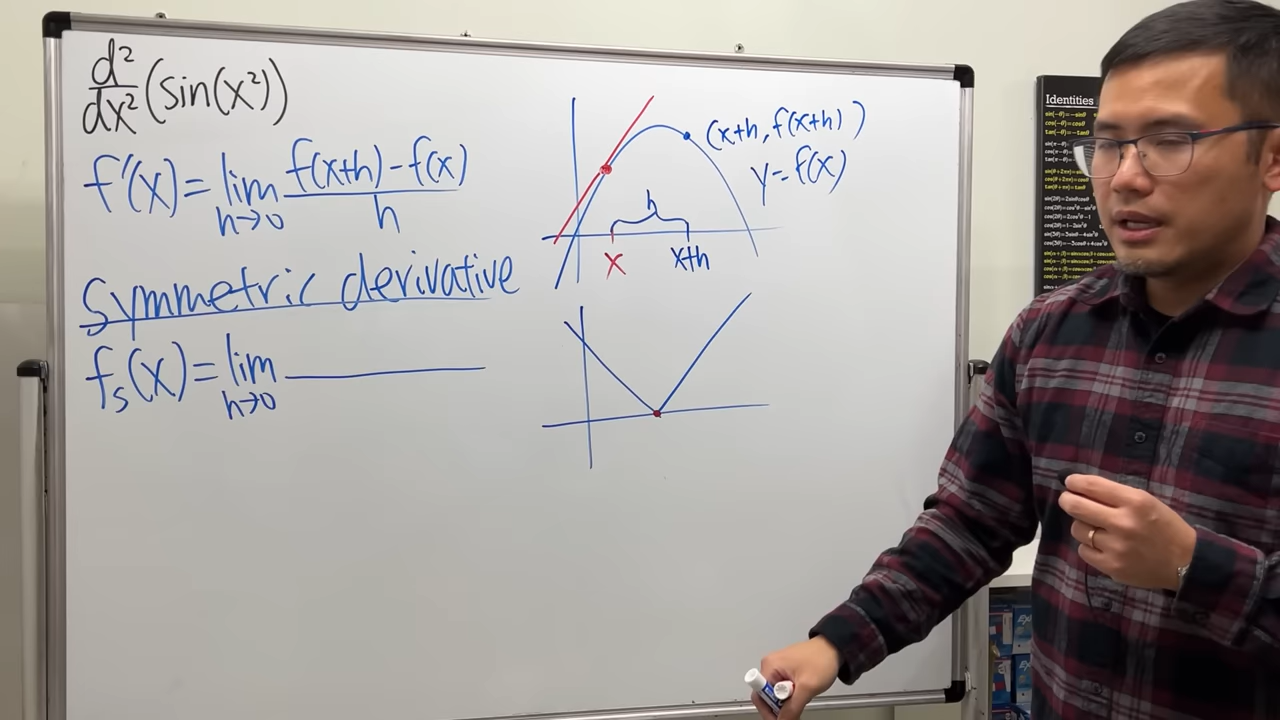 d²/dx² (sin(x²))
f'(x) = lim h→0 f(x+h) - f(x) / h
Symmetric derivative
fs(x) = lim h→0
(x+h, f(x+h))
y = f(x)
h
x x+h
Identities